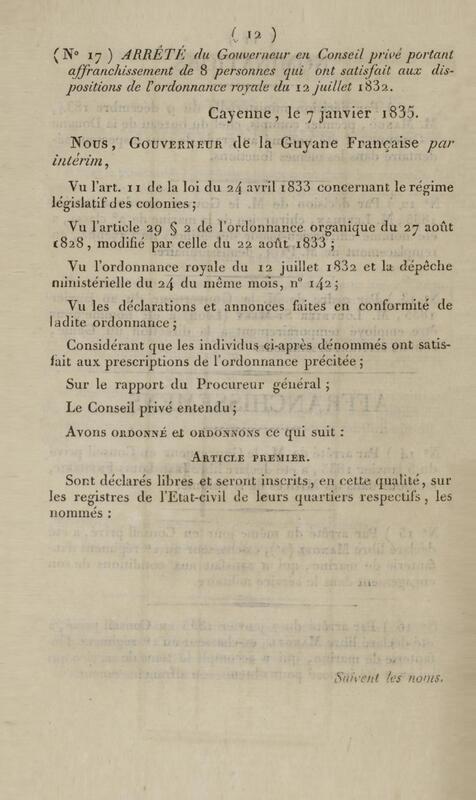 ( 12 )
(N° 17 ) ARRÊTÉ du Gouverneur en Conseil privé portant
affranchissement de 8 personnes qui ont satisfait aux dis-
positions de l'ordonnance royale du 12 juillet 1832.
Cayenne, le 7 janvier 1835.
Nous, Gouverneur de la Guyane Française par
intérim,
Vu l'art. 11 de la loi du 24 avril 1833 concernant le régime
législatif des colonies ;
Vu l'article 29 § 2 de l'ordonnance organique du 27 août
1828, modifié par celle du 22 août 1833 ;
Vu l'ordonnance royale du 12 juillet 1832 et la dépêche
ministérielle du 24 du même mois, n° 142 ;
Vu les déclarations et annonces faites en conformité de
ladite ordonnance ;
Considérant que les individus ci-après dénommés ont satis-
fait aux prescriptions de l'ordonnance précitée ;
Sur le rapport du Procureur général ;
Le Conseil privé entendu ;
Avons ordonné et ordonnons ce qui suit :
Article premier.
Sont déclarés libres et seront inscrits, en cette qualité, sur
les registres de l'Etat-civil de leurs quartiers respectifs, les
nommés :
Suivent les noms.